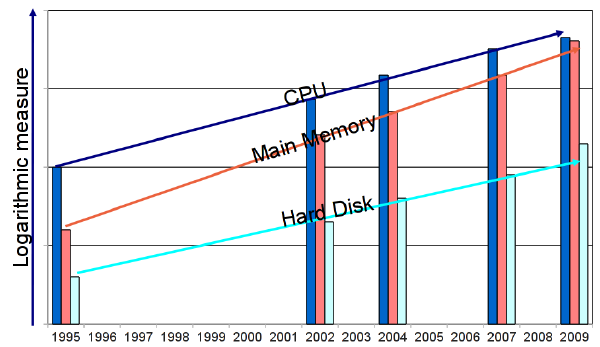 Logarithmic measure
CPU
Main Memory
Hard Disk
1995 1996 1997 1998 1999 2000 2001 2002 2003 2004 2005 2006 2007 2008 2009